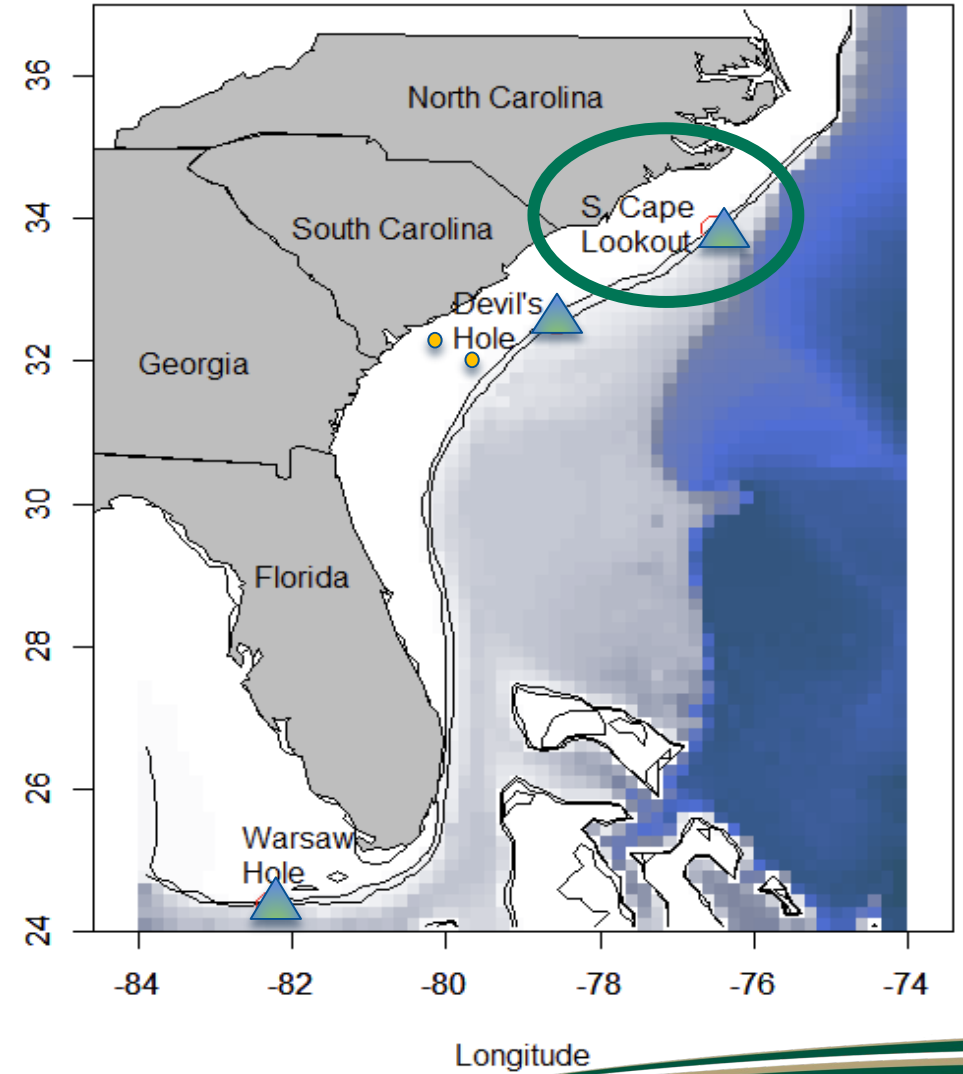 36
North Carolina
34
S. Cape
Lookout
South Carolina
Devil's
Hole
32
Georgia
30
Florida
28
26
Warsaw
Hole
24
-84
-82
-80
-78
-76
-74
Longitude